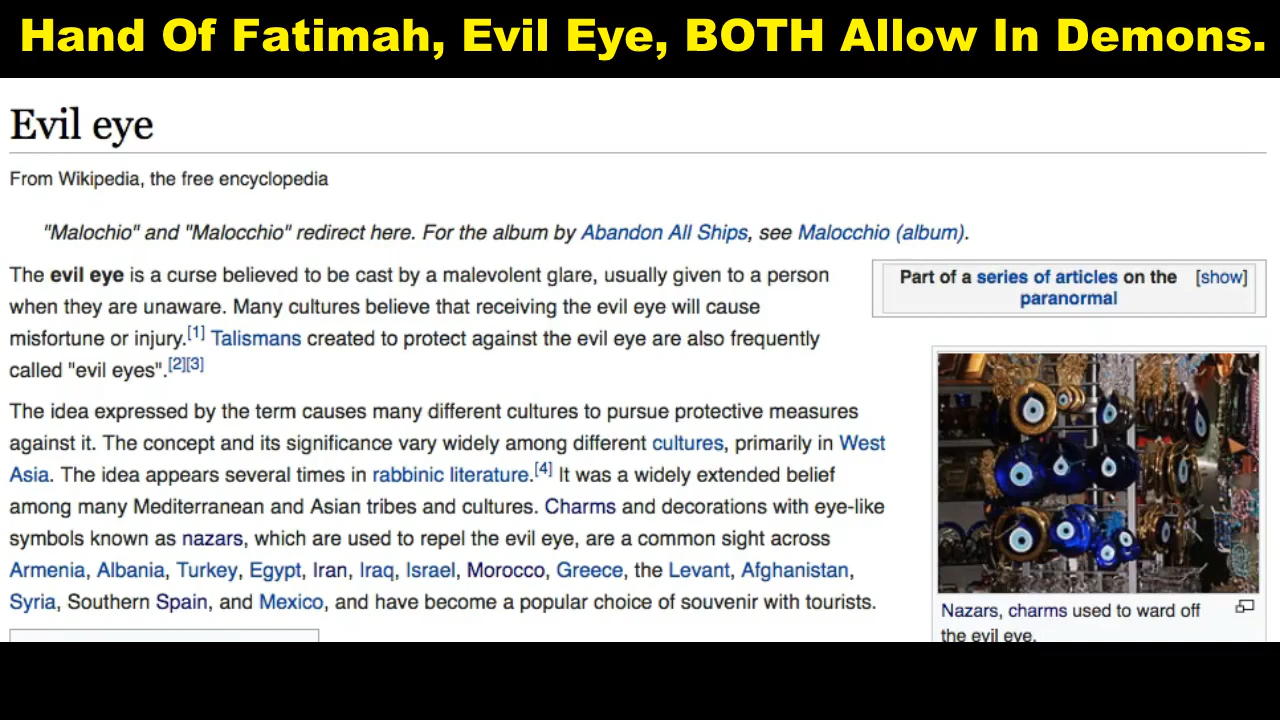 Hand Of Fatimah, Evil Eye, BOTH Allow In Demons.
Evil eye
From Wikipedia, the free encyclopedia
"Malochio" and "Malocchio" redirect here. For the album by Abandon All Ships, see Malocchio (album).
The evil eye is a curse believed to be cast by a malevolent glare, usually given to a person
when they are unaware. Many cultures believe that receiving the evil eye will cause
misfortune or injury.[1] Talismans created to protect against the evil eye are also frequently
called "evil eyes".[2][3]
The idea expressed by the term causes many different cultures to pursue protective measures
against it. The concept and its significance vary widely among different cultures, primarily in West
Asia. The idea appears several times in rabbinic literature.[4] It was a widely extended belief
among many Mediterranean and Asian tribes and cultures. Charms and decorations with eye-like
symbols known as nazars, which are used to repel the evil eye, are a common sight across
Armenia, Albania, Turkey, Egypt, Iran, Iraq, Israel, Morocco, Greece, the Levant, Afghanistan,
Syria, Southern Spain, and Mexico, and have become a popular choice of souvenir with tourists.
Part of a series of articles on the [show]
paranormal
Nazars, charms used to ward off
the evil eye.